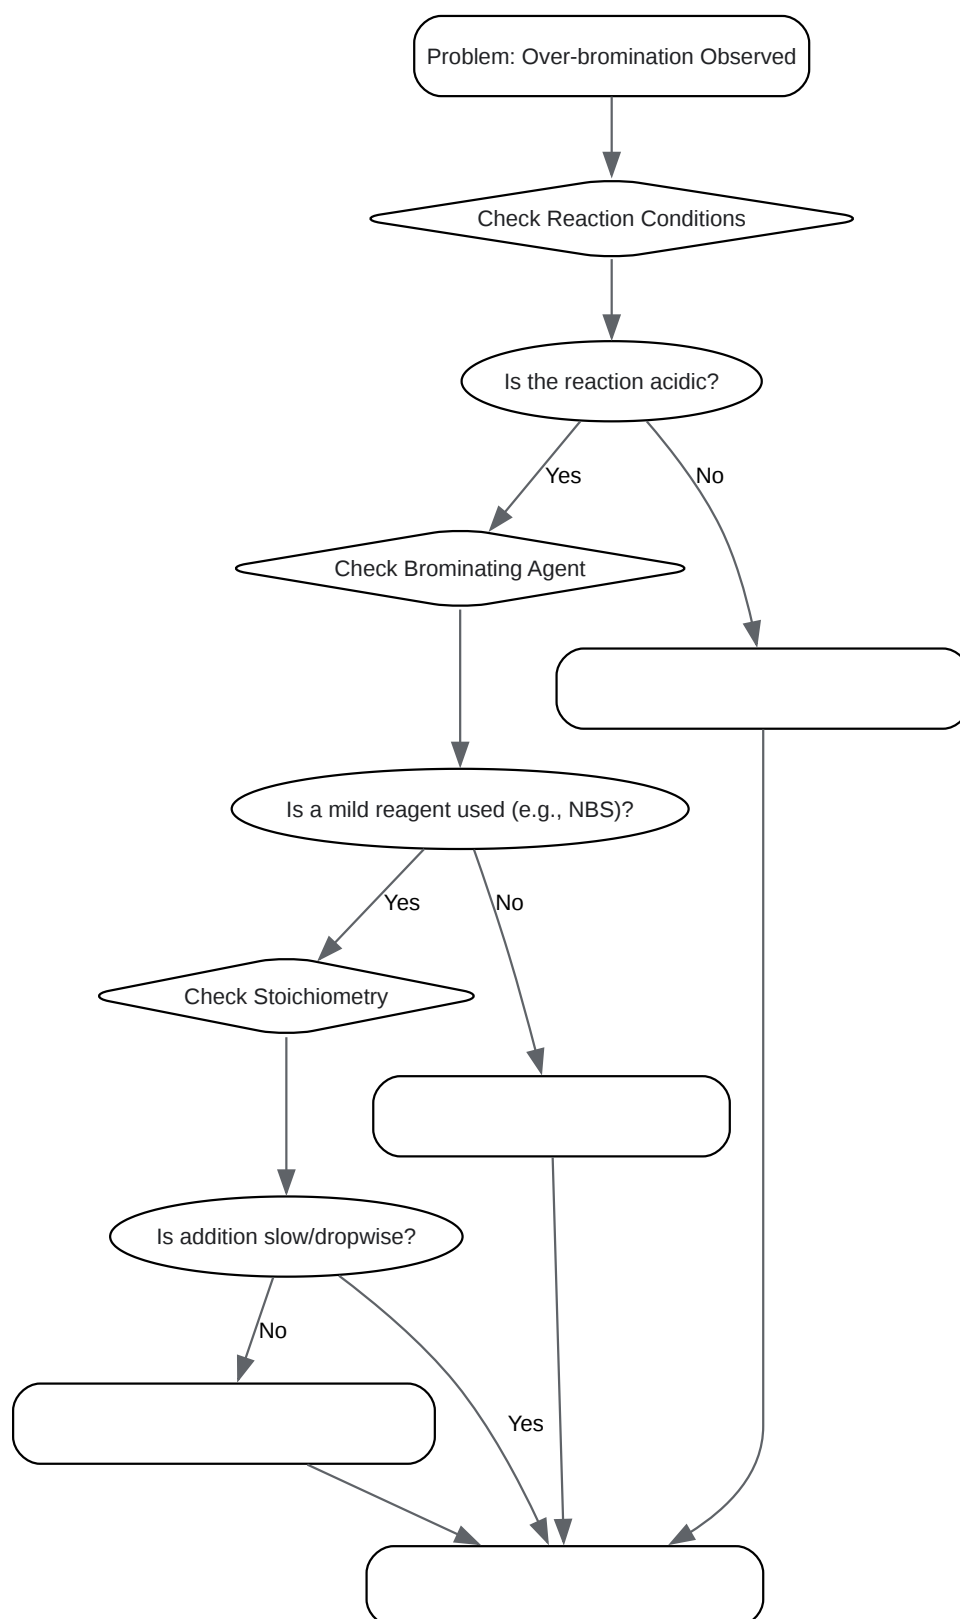 Problem: Over-bromination Observed
Check Reaction Conditions
Is the reaction acidic?
Yes
No
Check Brominating Agent
Is a mild reagent used (e.g., NBS)?
Yes
No
Check Stoichiometry
Is addition slow/dropwise?
No
Yes